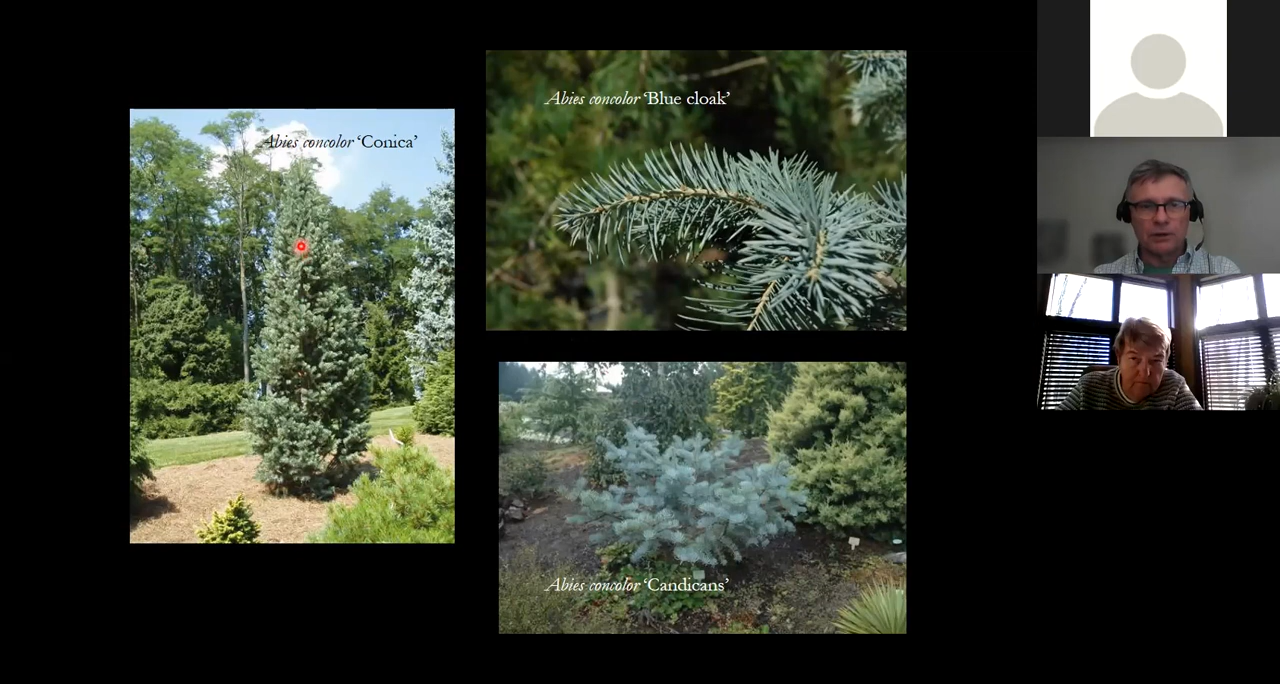 Abies concolor ‘Conica’
Abies concolor ‘Blue cloak’
Abies concolor ‘Candicans’